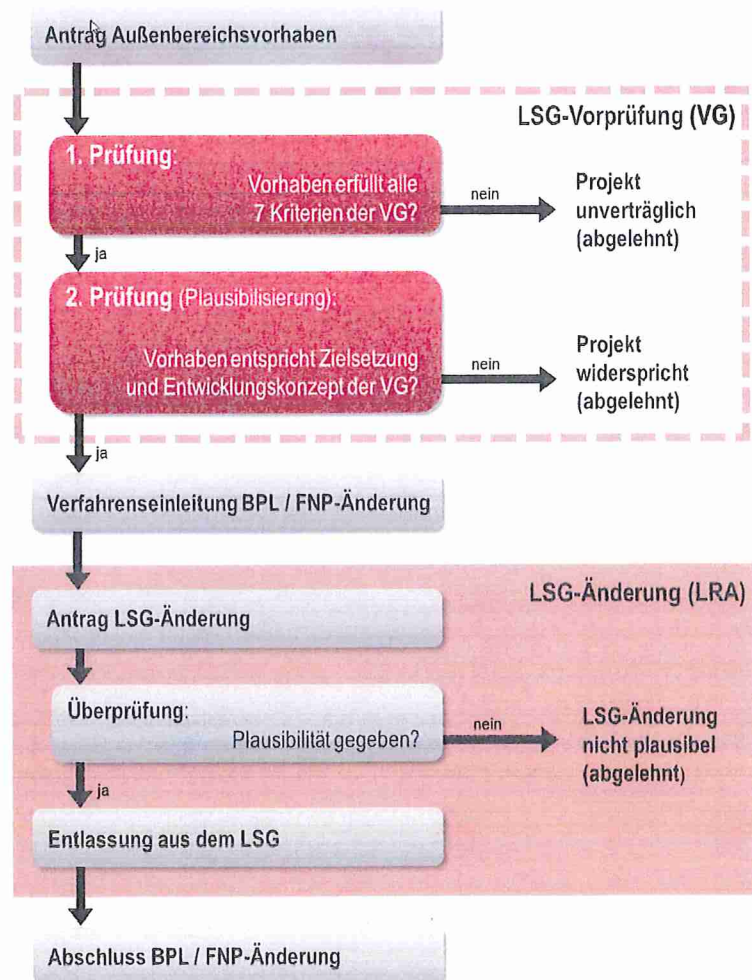 Antrag Außenbereichsvorhaben
LSG-Vorprüfung (VG)
1. Prüfung:
Vorhaben erfüllt alle
7 Kriterien der VG?
nein
Projekt
unverträglich
(abgelehnt)
ja
2. Prüfung (Plausibilisierung):
Vorhaben entspricht Zielsetzung
und Entwicklungskonzept der VG?
nein
Projekt
widerspricht
(abgelehnt)
ja
Verfahrenseinleitung BPL / FNP-Änderung
LSG-Änderung (LRA)
Antrag LSG-Änderung
Überprüfung:
Plausibilität gegeben?
nein
LSG-Änderung
nicht plausibel
(abgelehnt)
ja
Entlassung aus dem LSG
Abschluss BPL / FNP-Änderung